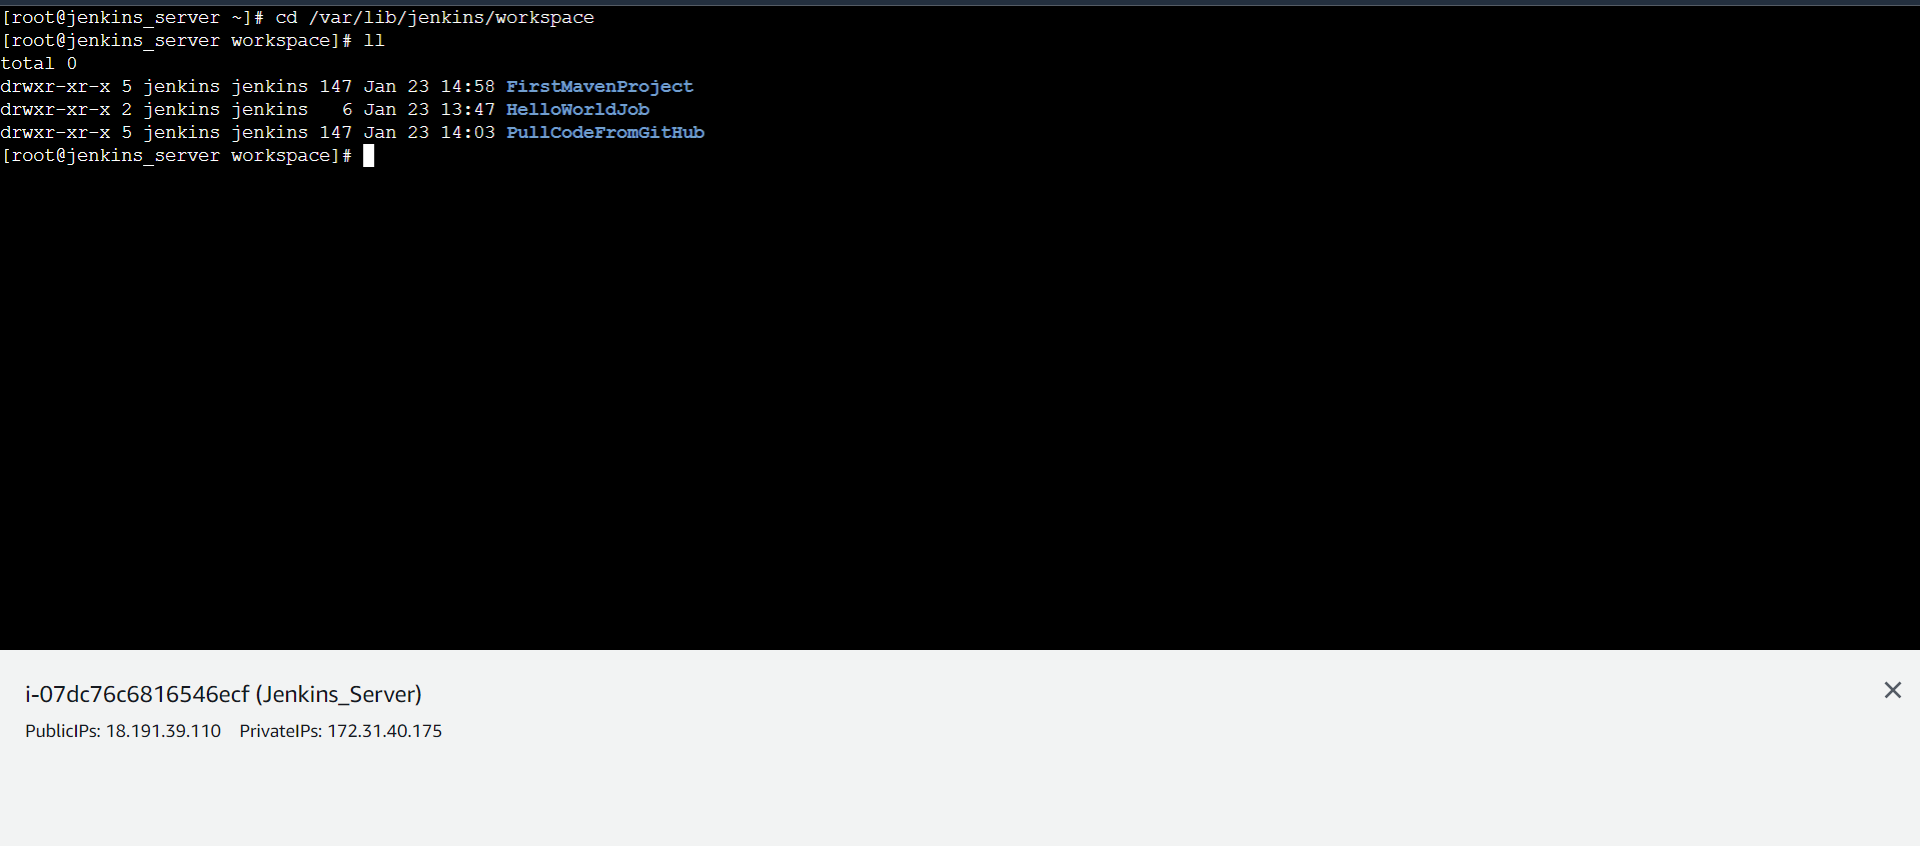 [root@jenkins_server ~]# cd /var/lib/jenkins/workspace
[root@jenkins_server workspace]# ll
total 0
drwxr-xr-x 5 jenkins jenkins 147 Jan 23 14:58 FirstMavenProject
drwxr-xr-x 2 jenkins jenkins   6 Jan 23 13:47 HelloWorldJob
drwxr-xr-x 5 jenkins jenkins 147 Jan 23 14:03 PullCodeFromGitHub
[root@jenkins_server workspace]#
i-07dc76c6816546ecf (Jenkins_Server)
PublicIPs: 18.191.39.110 PrivateIPs: 172.31.40.175